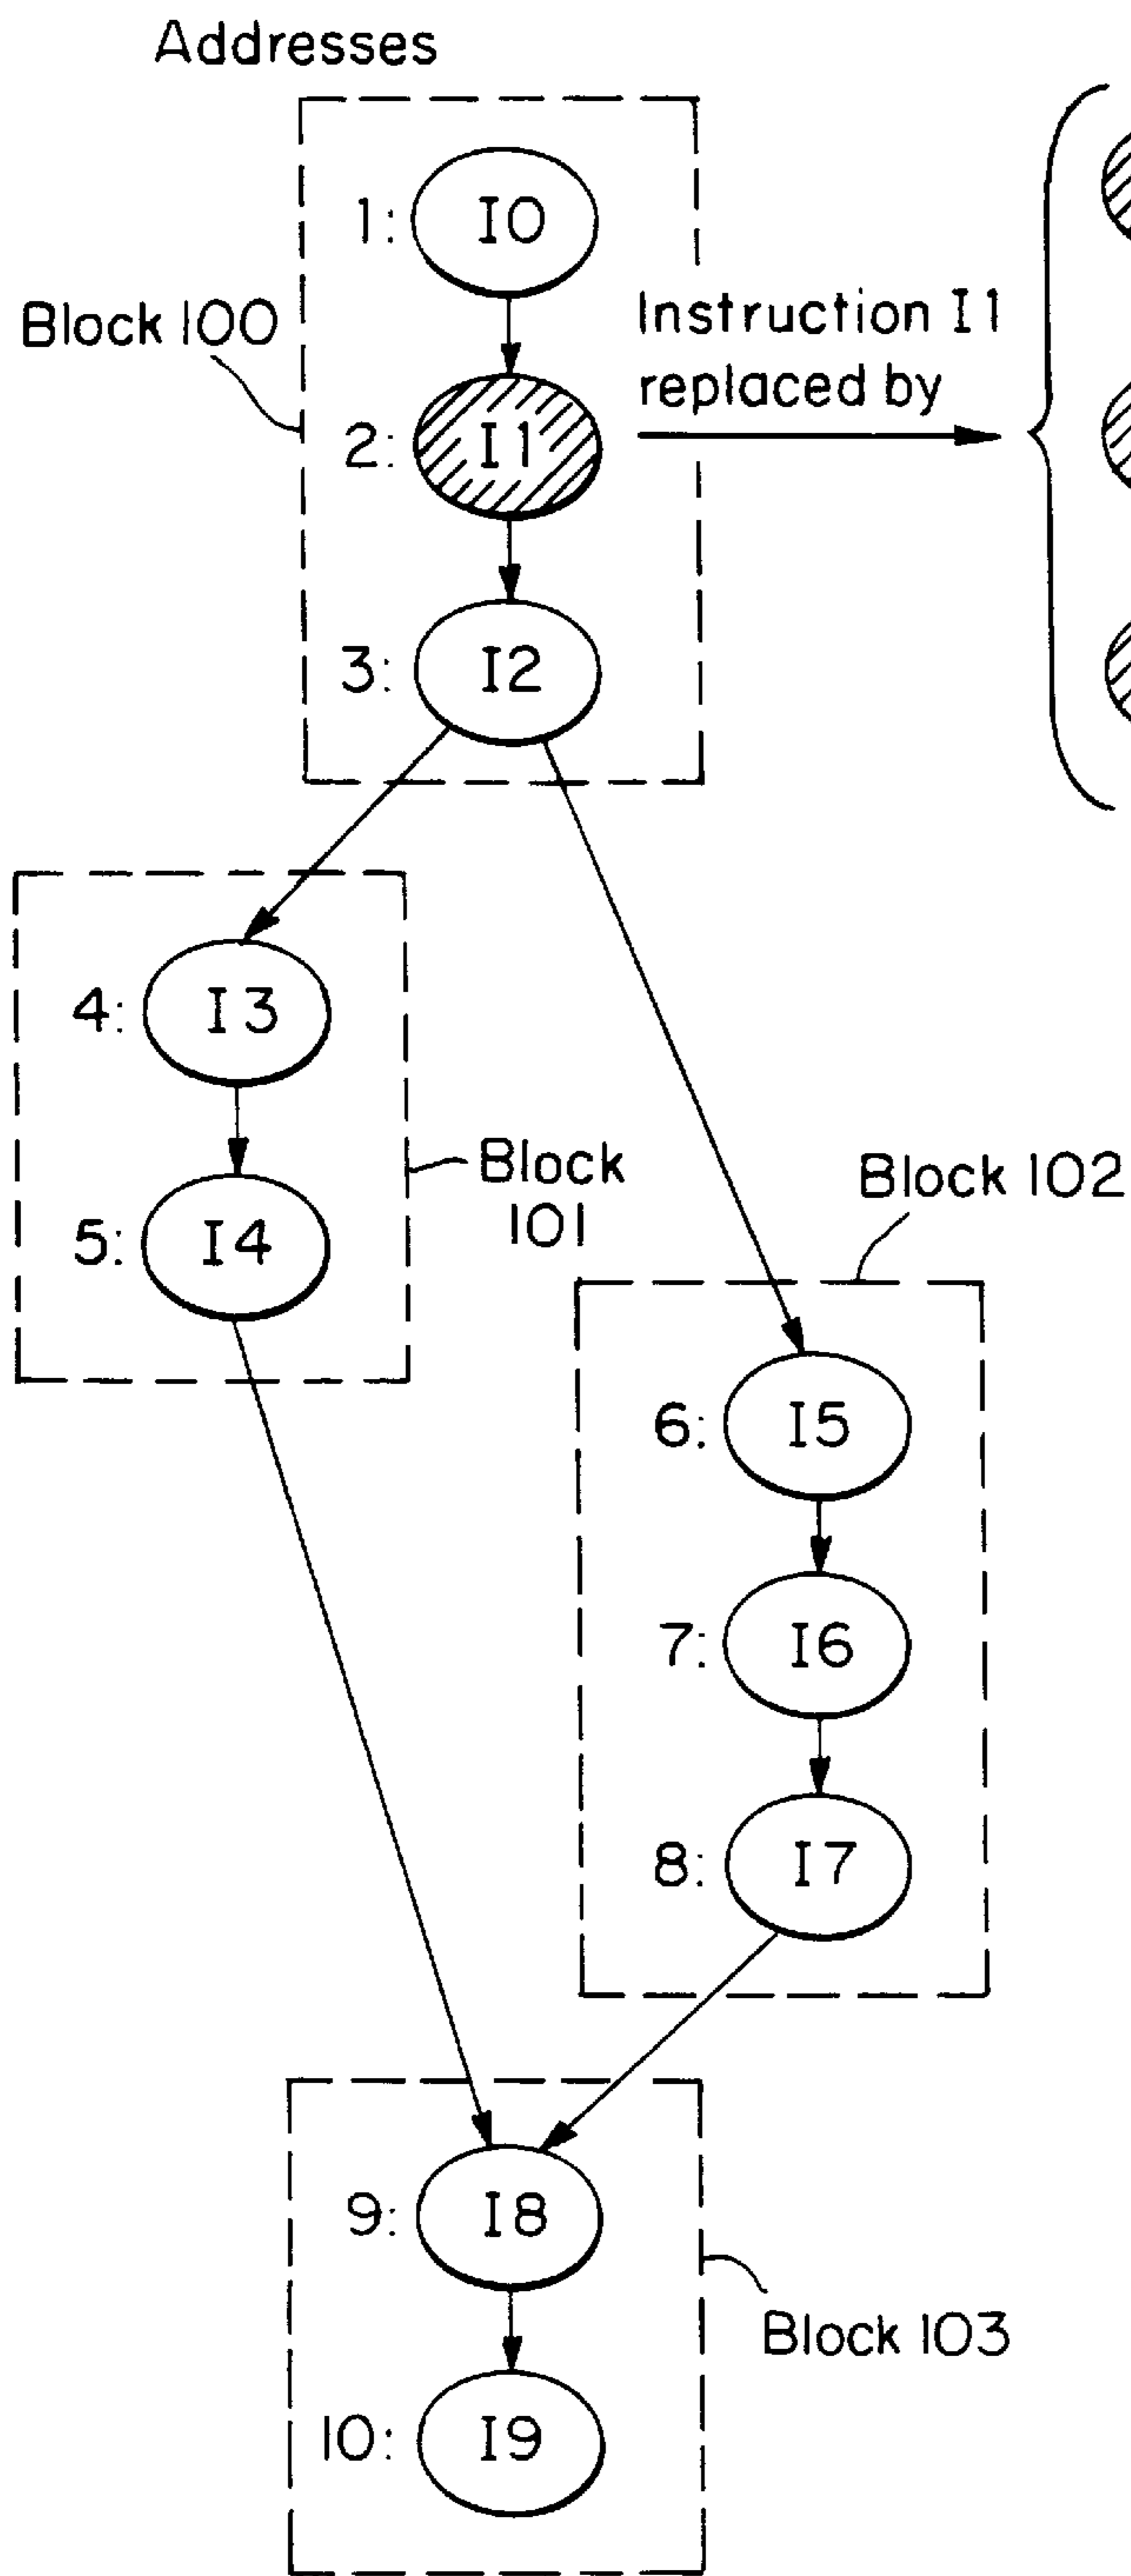 Addresses
1: I0
Block 100
Instruction I1
replaced by
2: I1
3: I2
4: I3
Block
101
5: I4
Block 102
6: I5
7: I6
8: I7
9: I8
Block 103
10: I9